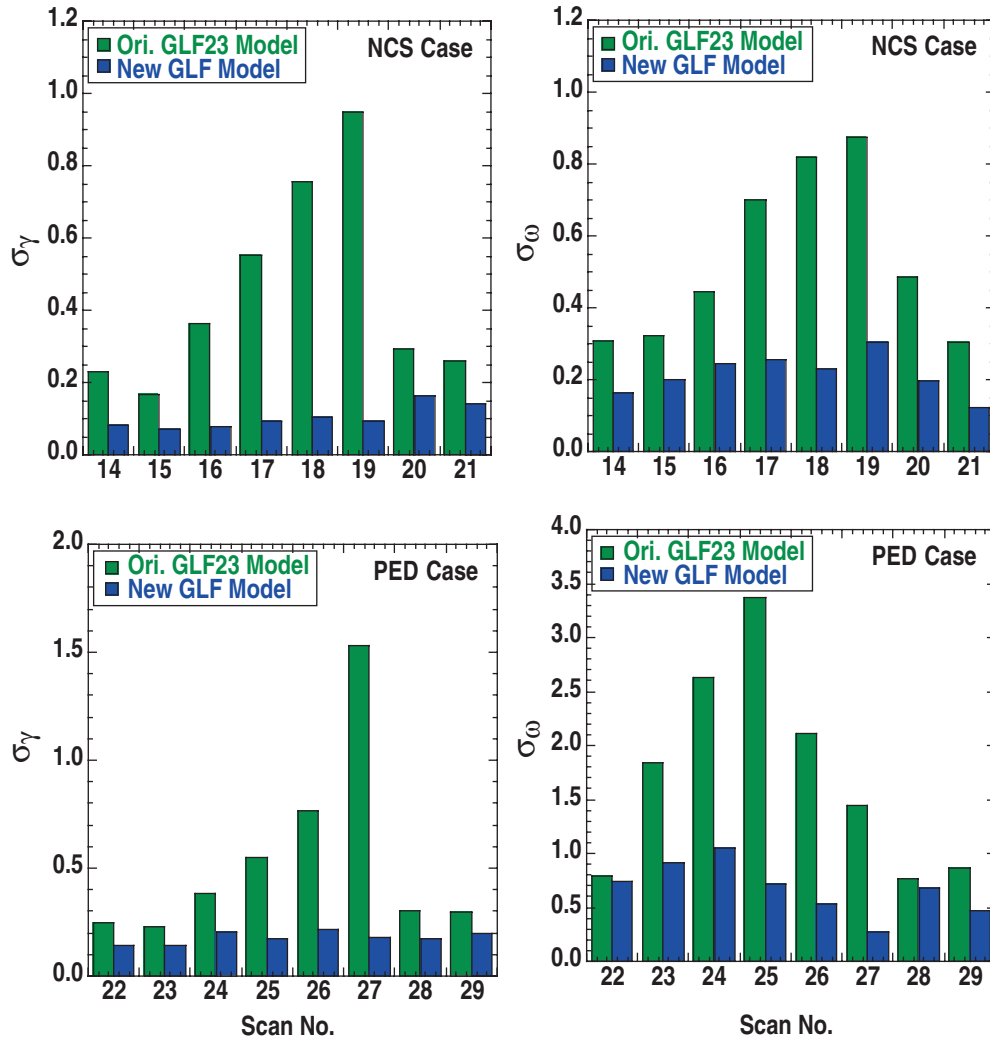 1.2
1.0
0.8
0.6
0.4
0.2
0.0
σγ
Ori. GLF23 Model
New GLF Model
NCS Case
14 15 16 17 18 19 20 21
1.2
1.0
0.8
0.6
0.4
0.2
0.0
σω
Ori. GLF23 Model
New GLF Model
NCS Case
14 15 16 17 18 19 20 21
2.0
1.5
1.0
0.5
0.0
σγ
Ori. GLF23 Model
New GLF Model
PED Case
22 23 24 25 26 27 28 29
Scan No.
4.0
3.5
3.0
2.5
2.0
1.5
1.0
0.5
0.0
σω
Ori. GLF23 Model
New GLF Model
PED Case
22 23 24 25 26 27 28 29
Scan No.